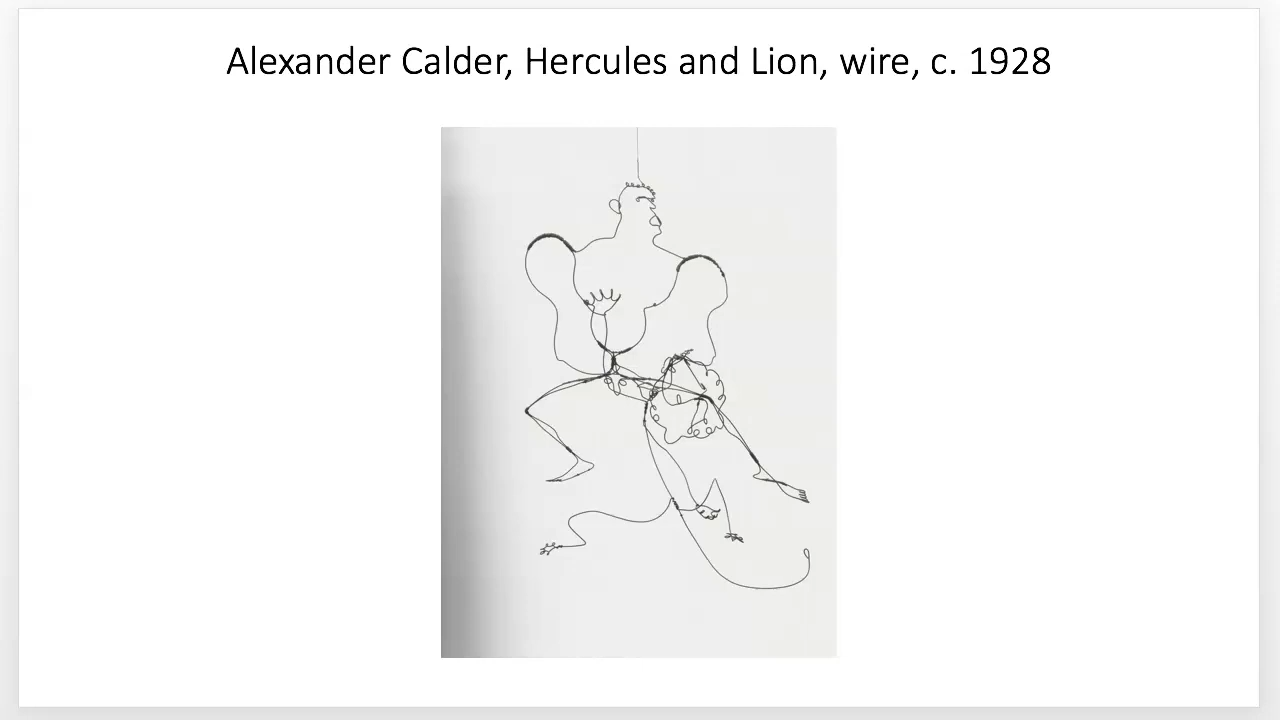 Alexander Calder, Hercules and Lion, wire, c. 1928